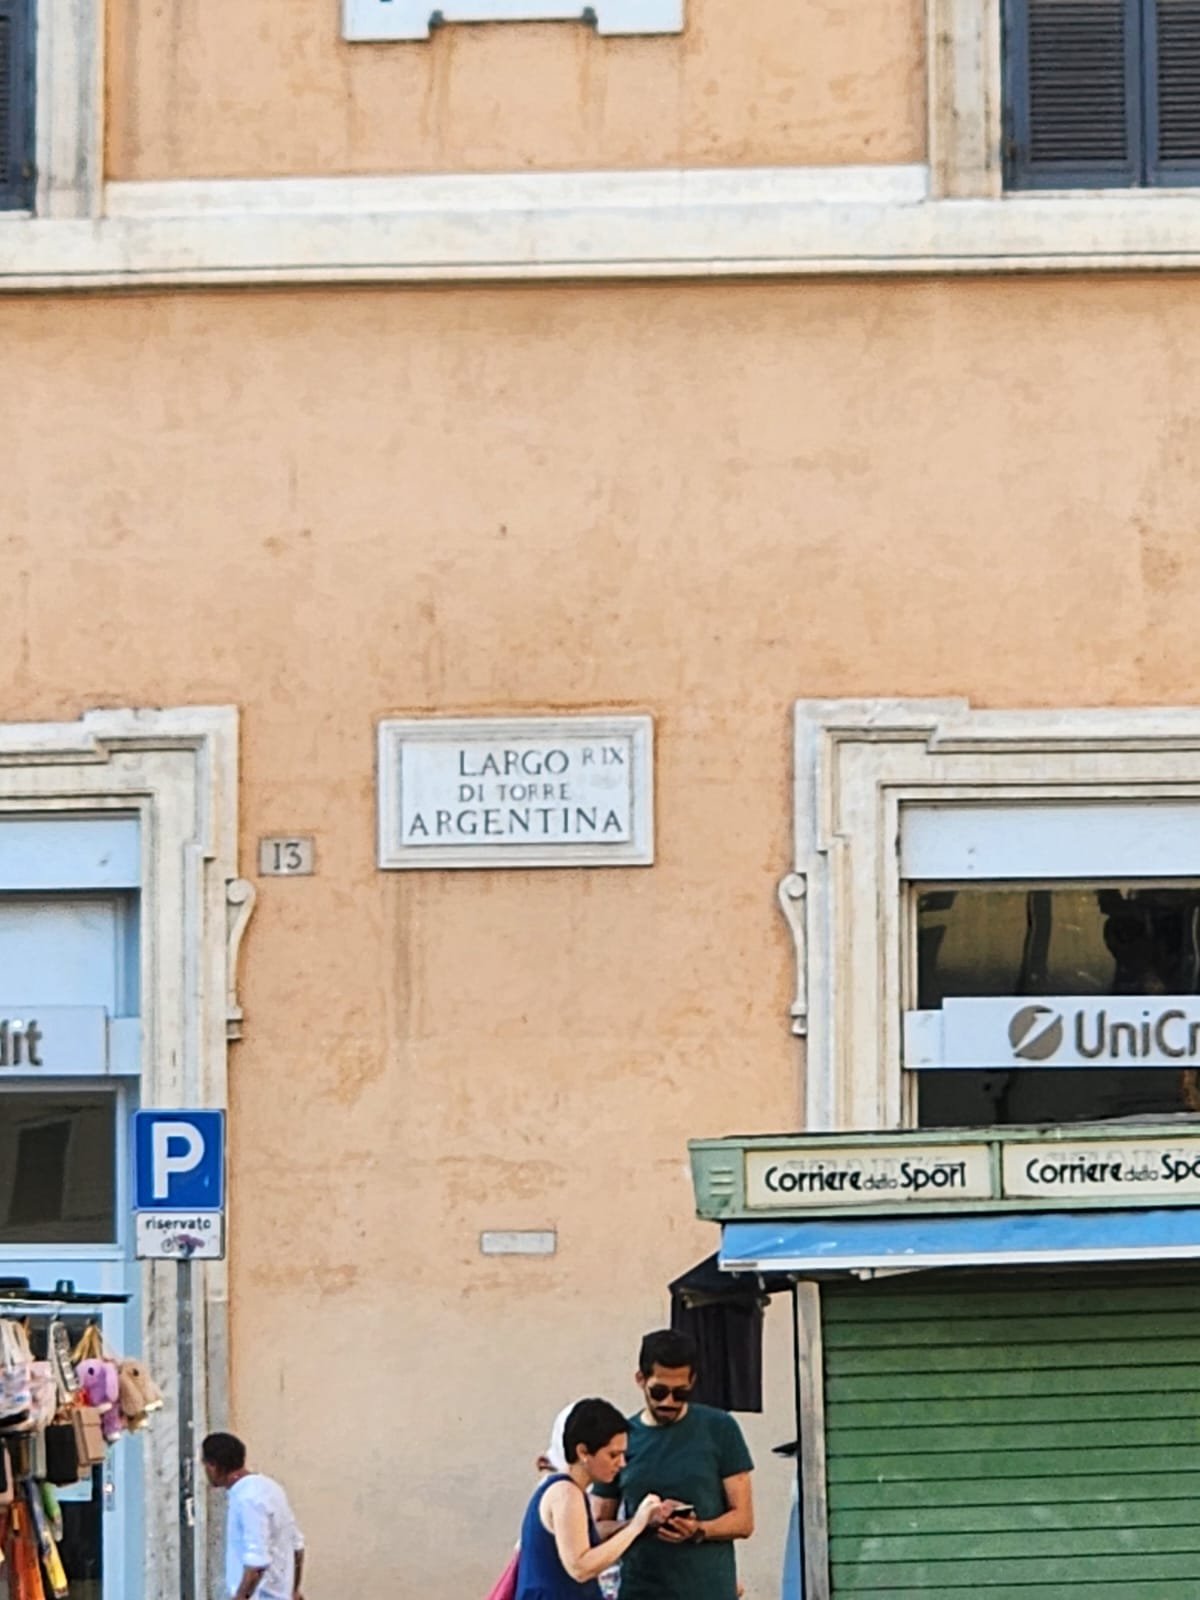 LARGO R IX
DI TORRE
ARGENTINA
13
dit
UniCr
P
riservato
Corriere dello Sport
Corriere dello Spo